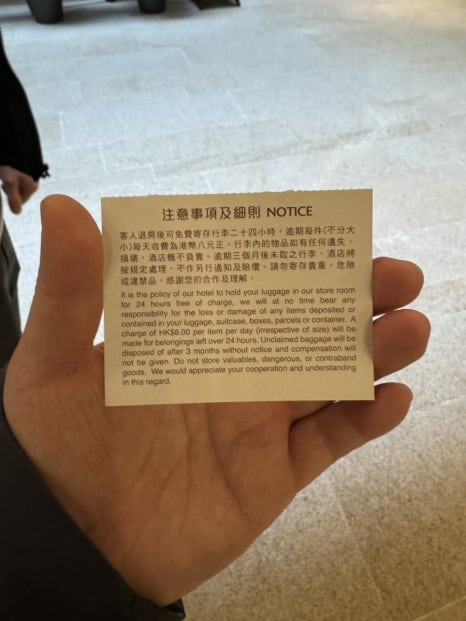 注意事項及細則 NOTICE
客人退房後可免費寄存行李二十四小時，逾期每件(不分大
小)每天收費為港幣八元正。行李內的物品如有任何遺失、
損壞，酒店概不負責。逾期三個月後未取之行李，酒店將
按規定處理，不作另行通知及賠償。請勿寄存貴重，危險
或違禁品。感謝您的合作及理解。
It is the policy of our hotel to hold your luggage in our store room
for 24 hours free of charge, we will at no time bear any
responsibility for the loss or damage of any items deposited or
contained in your luggage, suitcase, boxes, parcels or container. A
charge of HK$8.00 per item per day (irrespective of size) will be
made for belongings left over 24 hours. Unclaimed baggage will be
disposed of after 3 months without notice and compensation will
not be given. Do not store valuables, dangerous, or contraband
goods. We would appreciate your cooperation and understanding
in this regard.